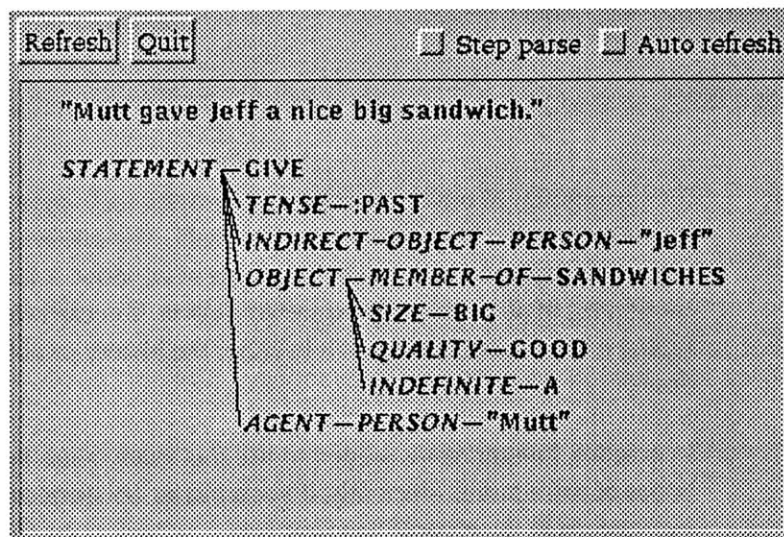 Refresh Quit Step parse Auto refresh
"Mutt gave Jeff a nice big sandwich."
STATEMENT—GIVE
TENSE—:PAST
INDIRECT-OBJECT—PERSON—"Jeff"
OBJECT—MEMBER-OF—SANDWICHES
SIZE—BIG
QUALITY—GOOD
INDEFINITE—A
AGENT—PERSON—"Mutt"